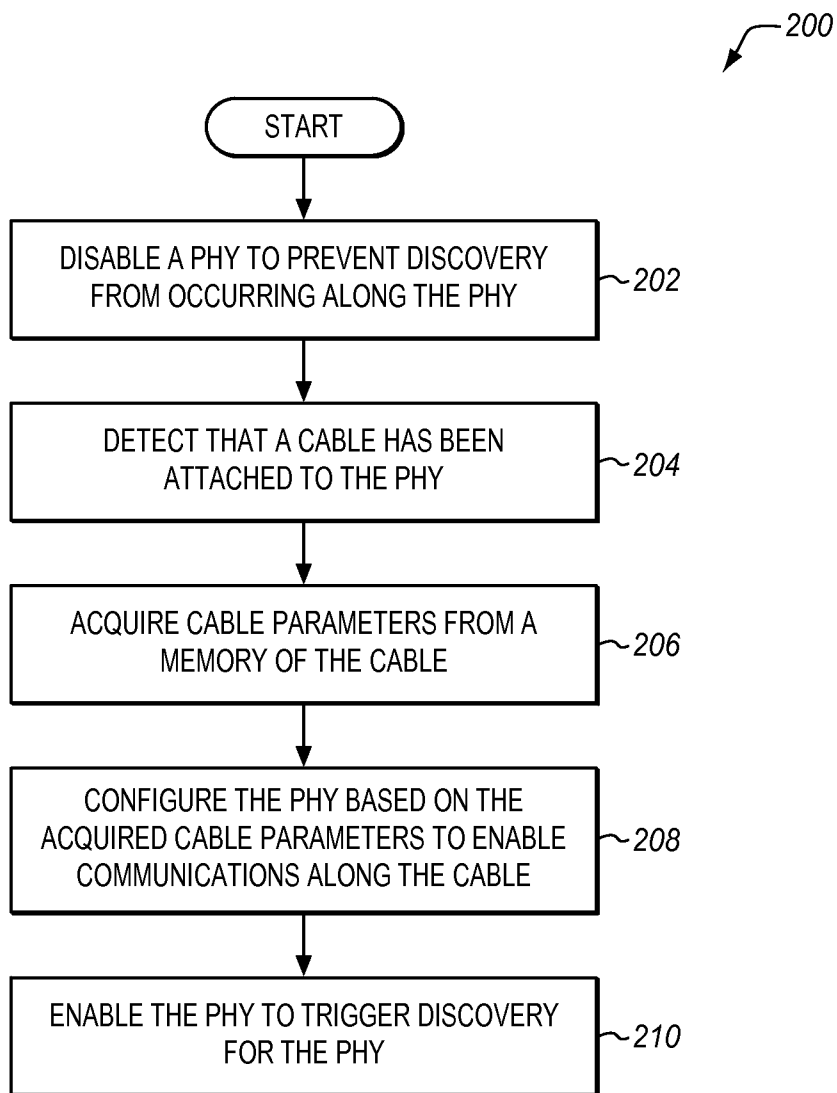 200
START
DISABLE A PHY TO PREVENT DISCOVERY
FROM OCCURRING ALONG THE PHY
202
DETECT THAT A CABLE HAS BEEN
ATTACHED TO THE PHY
204
ACQUIRE CABLE PARAMETERS FROM A
MEMORY OF THE CABLE
206
CONFIGURE THE PHY BASED ON THE
ACQUIRED CABLE PARAMETERS TO ENABLE
COMMUNICATIONS ALONG THE CABLE
208
ENABLE THE PHY TO TRIGGER DISCOVERY
FOR THE PHY
210